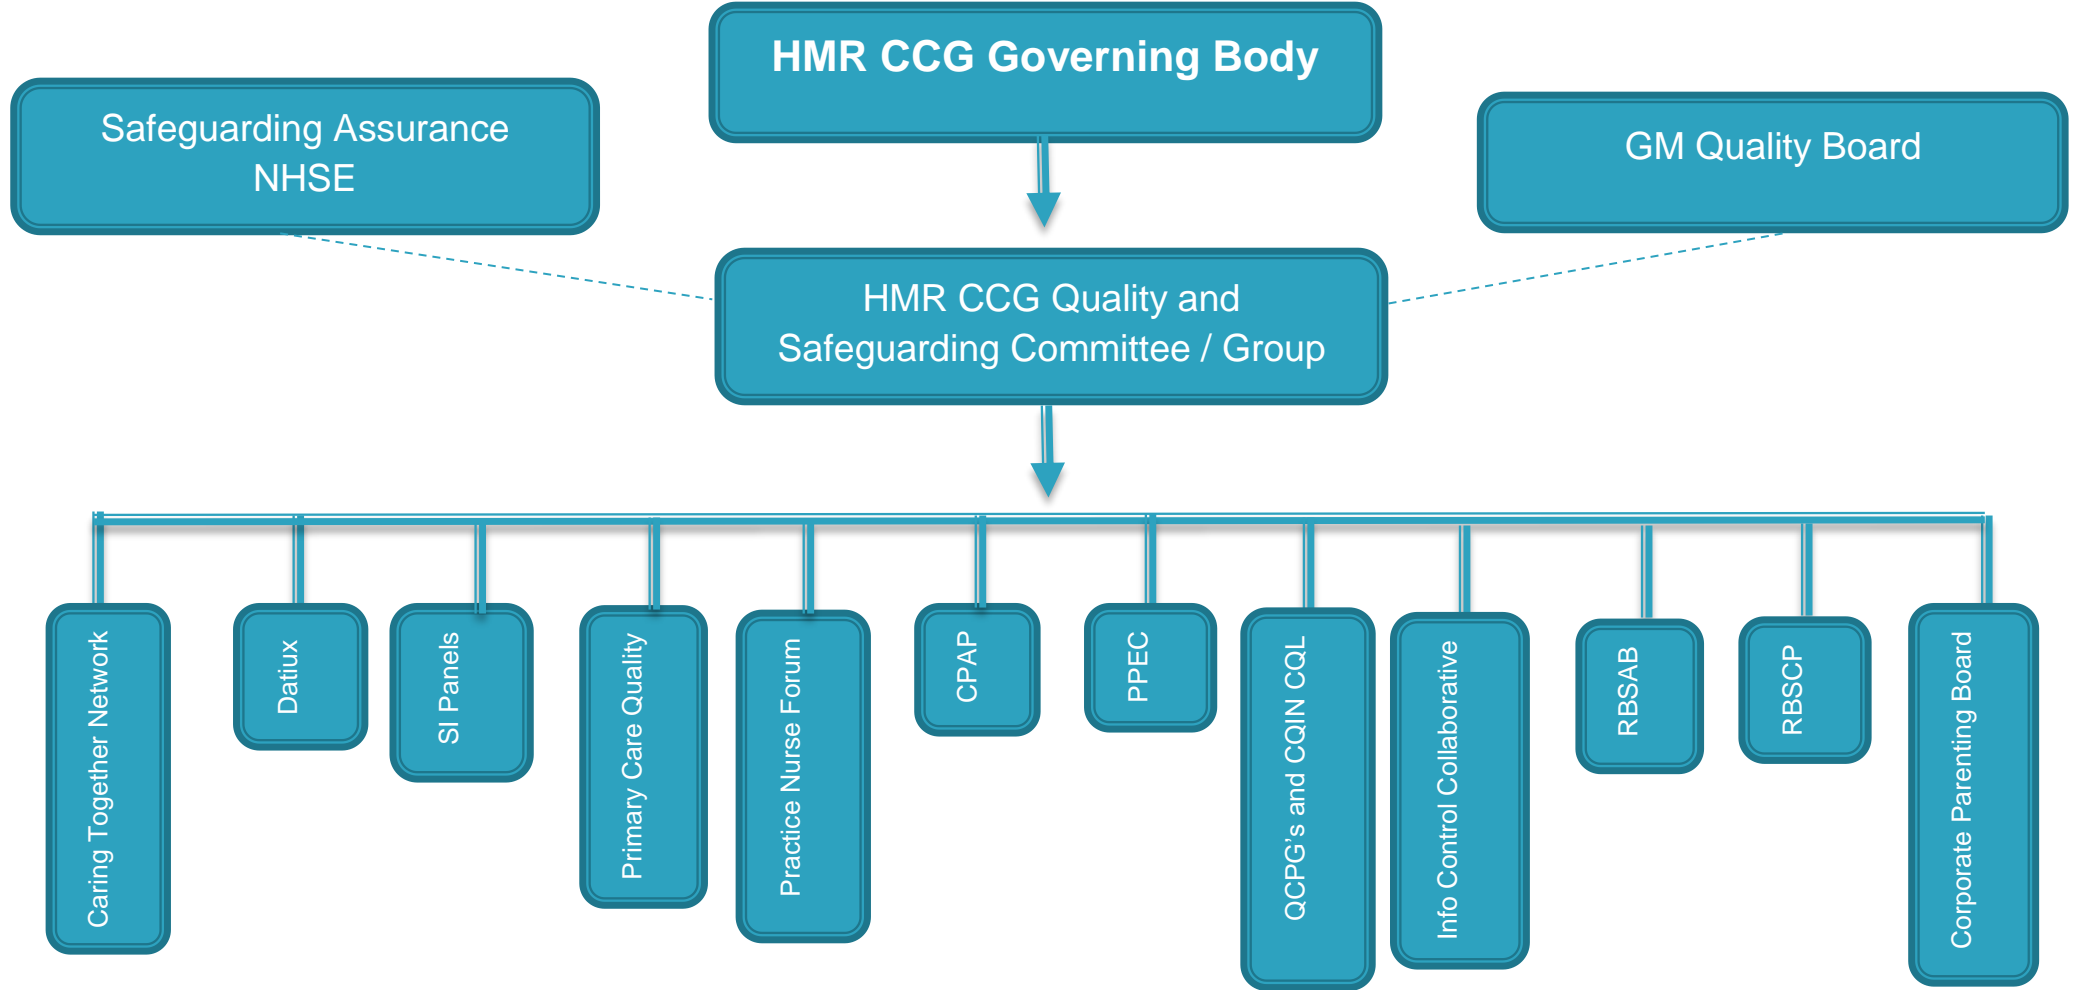 HMR CCG Governing Body
Safeguarding Assurance
NHSE
GM Quality Board
HMR CCG Quality and
Safeguarding Committee / Group
Caring Together Network
Datiux
SI Panels
Primary Care Quality
Practice Nurse Forum
CPAP
PPEC
QCPG’s and CQIN CQL
Info Control Collaborative
RBSAB
RBSCP
Corporate Parenting Board